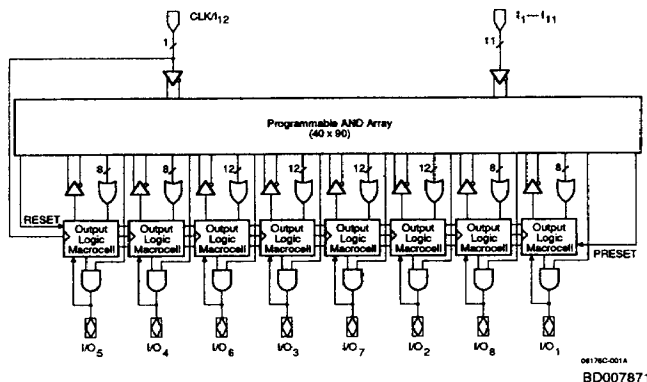 CLK/I12
I1—I11
1
11
Programmable AND Array
(40 x 90)
8 8 12 12 12 12 8 8
RESET
Output Logic Macrocell
Output Logic Macrocell
Output Logic Macrocell
Output Logic Macrocell
Output Logic Macrocell
Output Logic Macrocell
Output Logic Macrocell
Output Logic Macrocell
PRESET
I/O5 I/O4 I/O6 I/O3 I/O7 I/O2 I/O8 I/O1
06176C-001A
BD007871